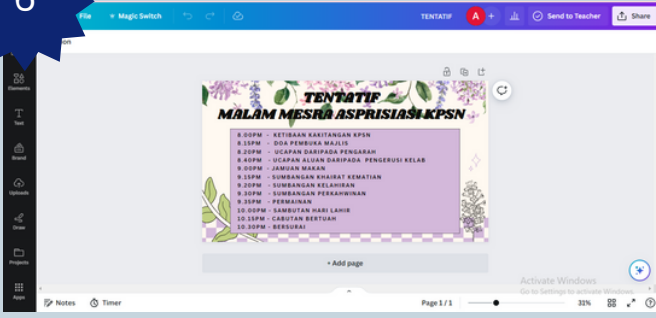 6
File
Magic Switch
TENTATIF
A
+
Send to Teacher
Share
Elements
Text
Brand
Uploads
Draw
Projects
Apps
TENTATIF
MALAM MESRA ASPRISIASI KPSN
8.00PM - KETIBAAN KAKITANGAN KPSN
8.15PM - DOA PEMBUKA MAJLIS
8.20PM - UCAPAN DARIPADA PENGARAH
8.40PM - UCAPAN ALUAN DARIPADA PENGERUSI KELAB
9.00PM - JAMUAN MAKAN
9.15PM - SUMBANGAN KHAIRAT KEMATIAN
9.20PM - SUMBANGAN KELAHIRAN
9.30PM - SUMBANGAN PERKAHWINAN
9.35PM - PERMAINAN
10.00PM - SAMBUTAN HARI LAHIR
10.15PM - CABUTAN BERTUAH
10.30PM - BERSURAI
+ Add page
Activate Windows
Go to Settings to activate Windows.
Notes
Timer
Page 1 / 1
31%